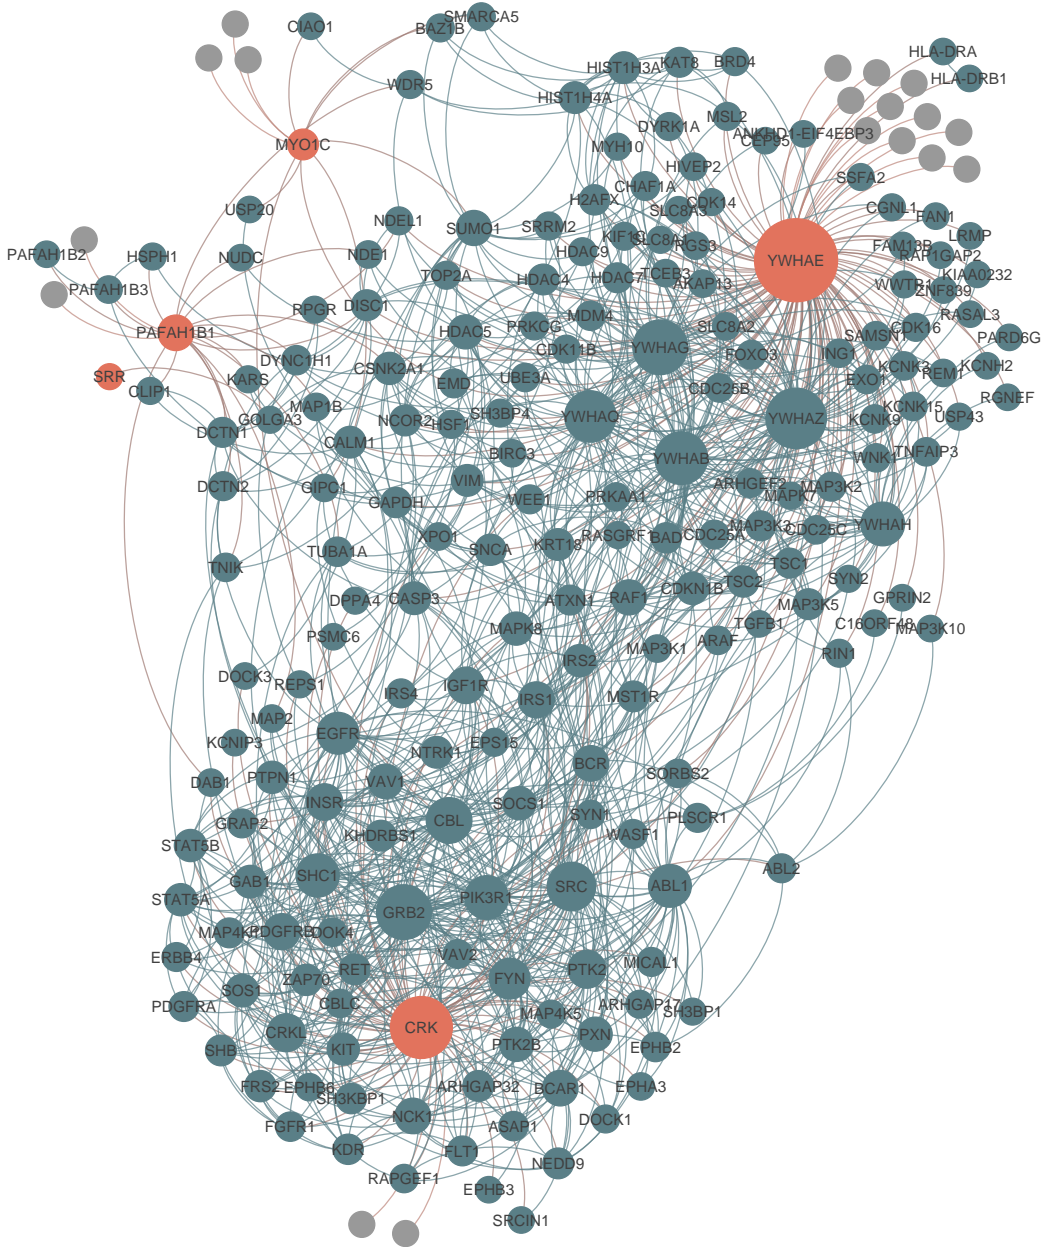 SMARCA5
CIAO1
BAZ1B
HLA-DRA
HIST1H3A
KAT8
BRD4
HLA-DRB1
WDR5
HIST1H4A
MSL2
DYRK1A
ANKHD1-EIF4EBP3
CEP95
MYO1C
MYH10
HIVEP2
SSFA2
CHAF1A
H2AFX
CDK14
USP20
SLC8A3
CGNL1
FAN1
NDEL1
SUMO1
SRRM2
KIF1C
SLC8A1
RGS3
LRMP
PAFAH1B2
HSPH1
NUDC
NDE1
HDAC9
FAM13B
RAP1GAP2
YWHAE
TOP2A
HDAC4
HDAC7
TCEB3
AKAP13
WWTR1
KIAA0232
ZNF839
PAFAH1B3
RPGR
DISC1
RASAL3
PAFAH1B1
HDAC5
PRKCG
MDM4
SLC8A2
SAMSN1
CDK16
PARD6G
CDK11B
YWHAG
FOXO3
ING1
DYNC1H1
CSNK2A1
KCNK3
REM1
KCNH2
SRR
KARS
EMD
UBE3A
CDC25B
EXO1
CLIP1
RGNEF
MAP1B
KCNK15
GOLGA3
NCOR2
HSF1
SH3BP4
YWHAQ
YWHAZ
KCNK9
USP43
DCTN1
CALM1
BIRC3
YWHAB
WNK1
TNFAIP3
DCTN2
GIPC1
VIM
ARHGEF2
MAP3K2
GAPDH
WEE1
PRKAA1
MAPK7
YWHAH
XPO1
RASGRF1
BAD
CDC25A
MAP3K3
CDC25C
TUBA1A
SNCA
KRT18
TNIK
TSC1
TSC2
SYN2
DPPA4
CASP3
ATXN1
RAF1
CDKN1B
MAP3K5
GPRIN2
MAPK8
TGFB1
C16ORF48
MAP3K10
PSMC6
MAP3K1
ARAF
RIN1
IRS2
DOCK3
REPS1
IRS4
IGF1R
IRS1
MST1R
MAP2
KCNIP3
EGFR
NTRK1
EPS15
DAB1
PTPN1
VAV1
BCR
SORBS2
INSR
SOCS1
GRAP2
KHDRBS1
CBL
SYN1
WASF1
PLSCR1
STAT5B
GAB1
SHC1
PIK3R1
SRC
ABL1
ABL2
STAT5A
GRB2
PDGFRB
DOK4
ERBB4
VAV2
RET
ZAP70
FYN
PTK2
MICAL1
SOS1
PDGFRA
CBLC
MAP4K5
ARHGAP17
SH3BP1
CRKL
CRK
PXN
SHB
KIT
PTK2B
EPHB2
FRS2
EPHB6
SH3KBP1
ARHGAP32
BCAR1
EPHA3
FGFR1
NCK1
ASAP1
DOCK1
KDR
FLT1
NEDD9
RAPGEF1
EPHB3
SRCIN1